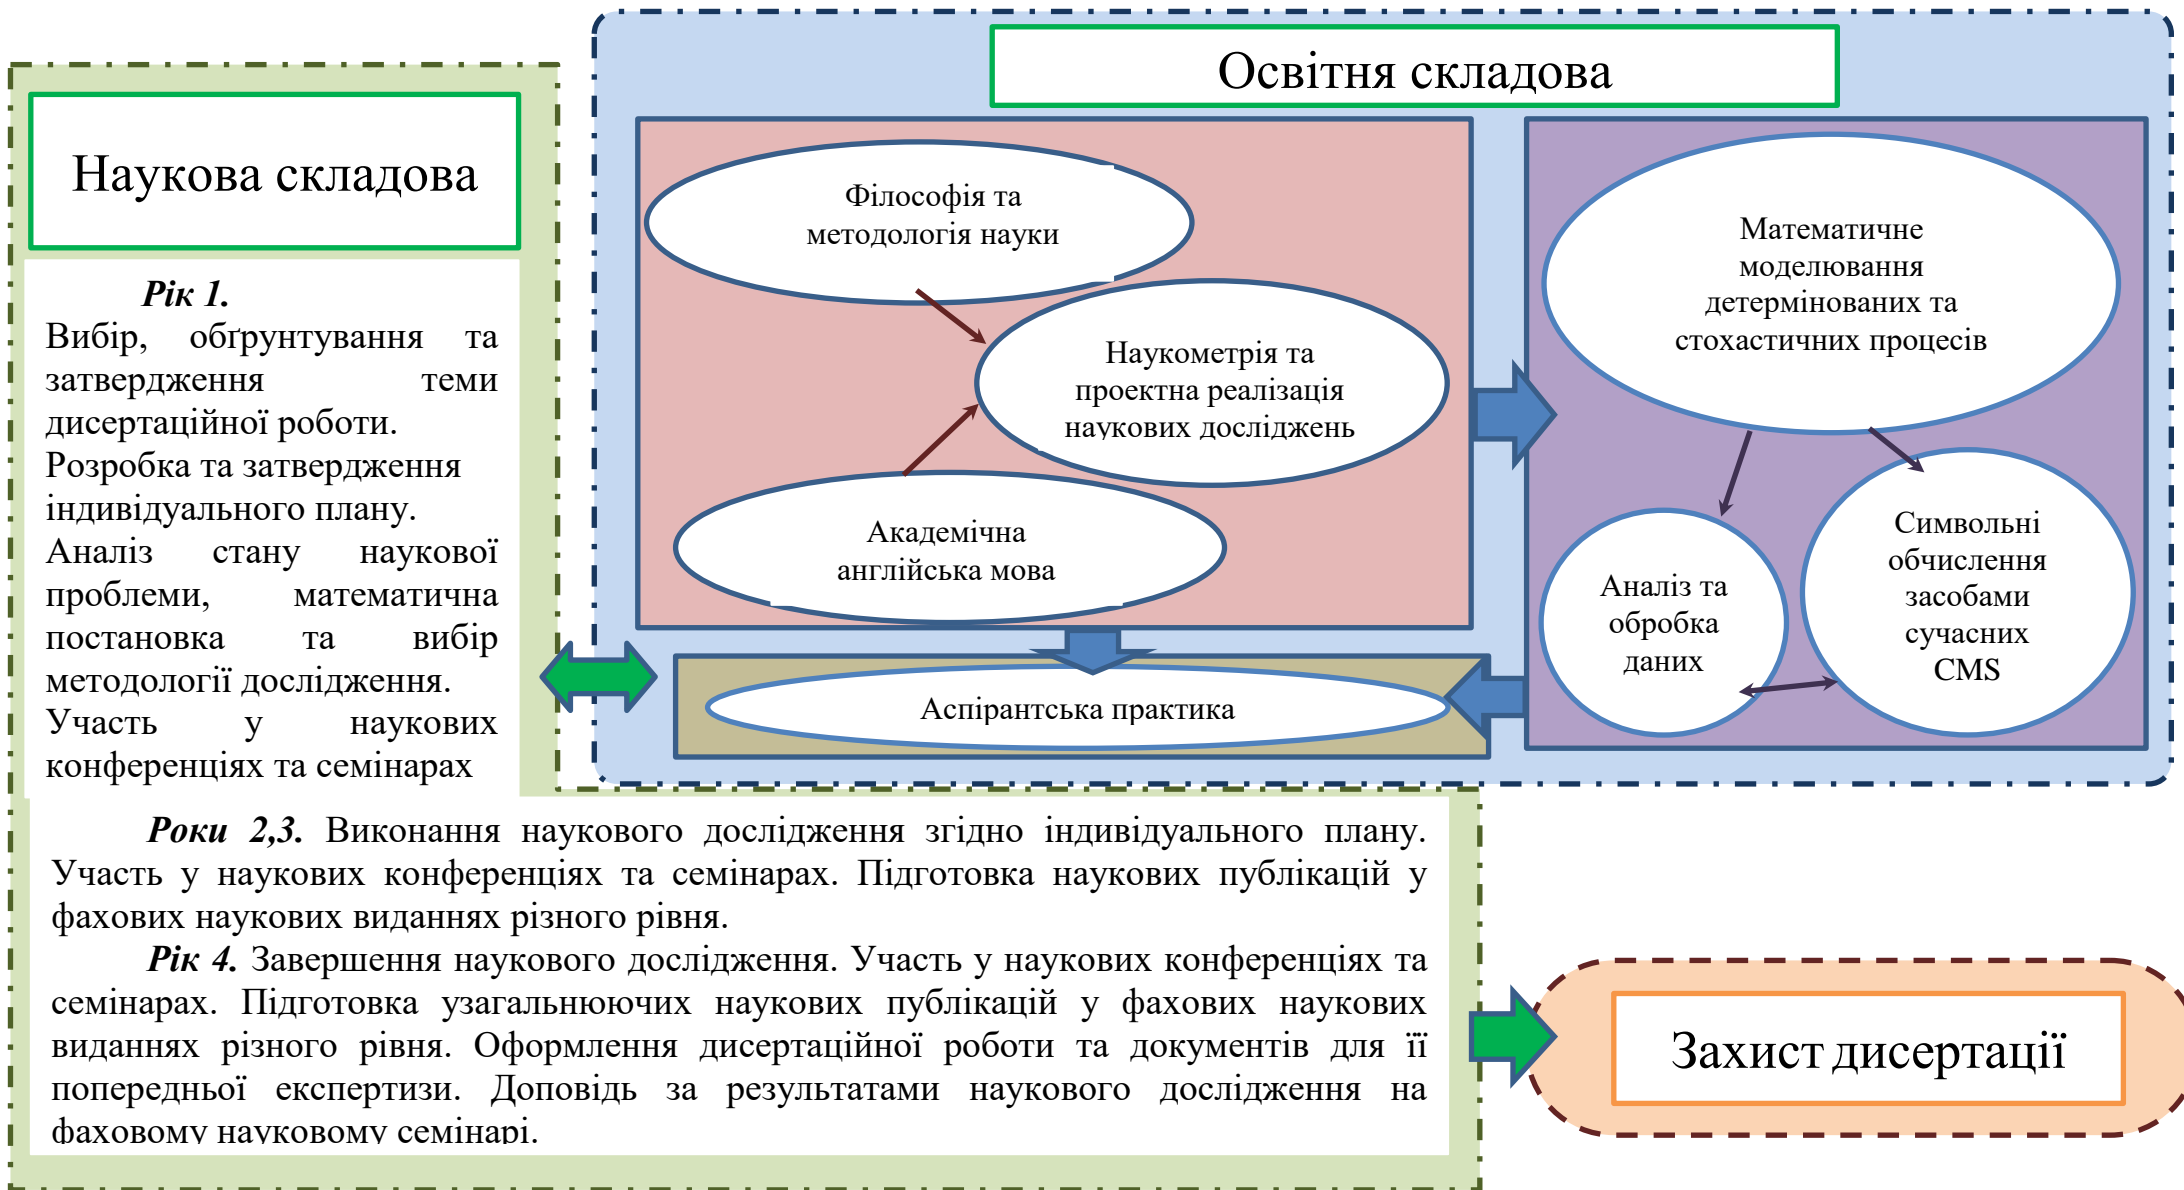 Освітня складова
Наукова складова
Рік 1.
Вибір, обґрунтування та
затвердження теми
дисертаційної роботи.
Розробка та затвердження
індивідуального плану.
Аналіз стану наукової
проблеми, математична
постановка та вибір
методології дослідження.
Участь у наукових
конференціях та семінарах
Філософія та
методологія науки
Наукометрія та
проектна реалізація
наукових досліджень
Академічна
англійська мова
Математичне
моделювання
детермінованих та
стохастичних процесів
Аналіз та
обробка
даних
Символьні
обчислення
засобами
сучасних
CMS
Аспірантська практика
Роки 2,3. Виконання наукового дослідження згідно індивідуального плану.
Участь у наукових конференціях та семінарах. Підготовка наукових публікацій у
фахових наукових виданнях різного рівня.
Рік 4. Завершення наукового дослідження. Участь у наукових конференціях та
семінарах. Підготовка узагальнюючих наукових публікацій у фахових наукових
виданнях різного рівня. Оформлення дисертаційної роботи та документів для її
попередньої експертизи. Доповідь за результатами наукового дослідження на
фаховому науковому семінарі.
Захист дисертації